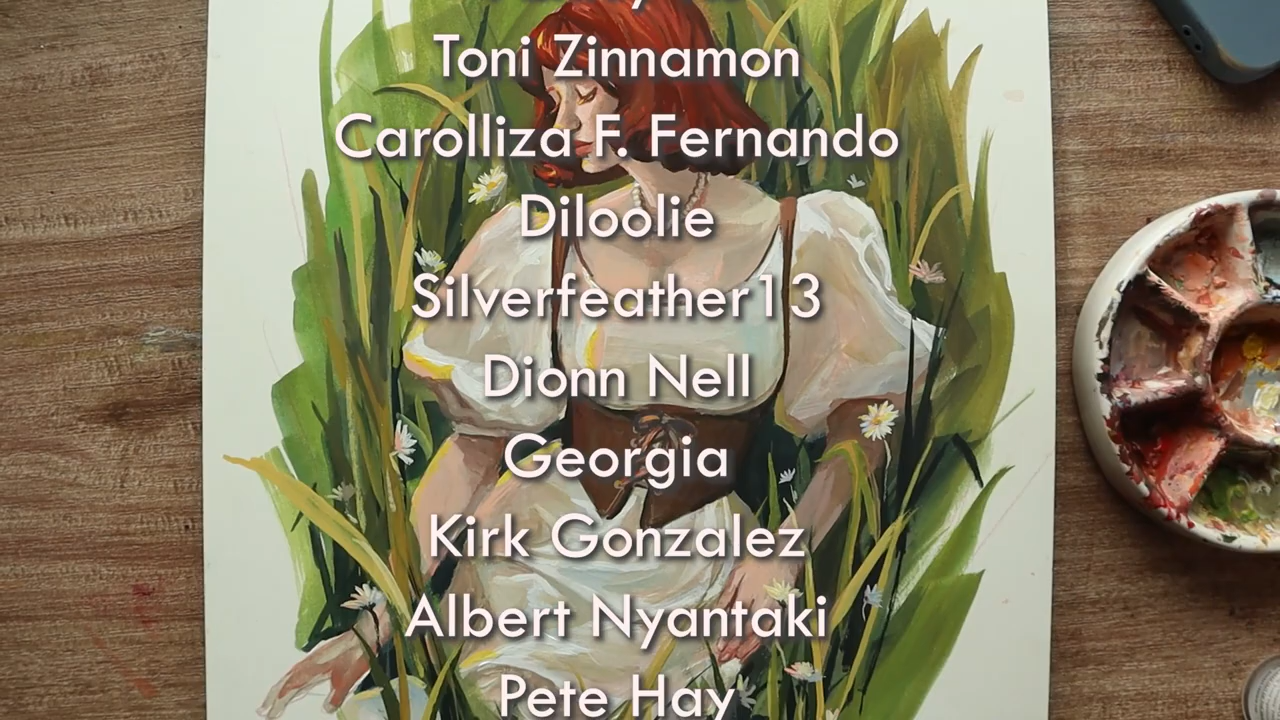 Toni Zinnamon
Carolliza F. Fernando
Diloolie
Silverfeather13
Dionn Nell
Georgia
Kirk Gonzalez
Albert Nyantaki
Pete Hay